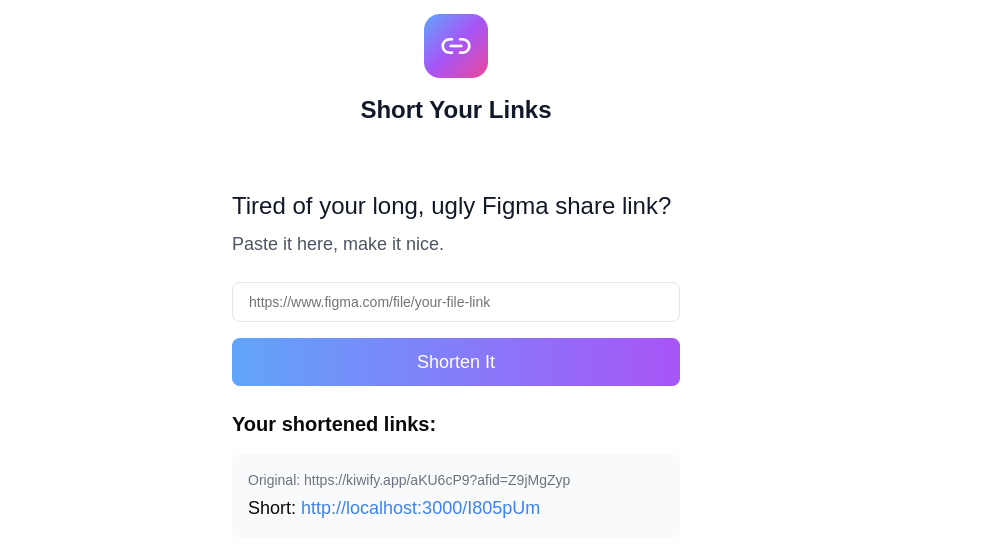 Short Your Links
Tired of your long, ugly Figma share link?
Paste it here, make it nice.
https://www.figma.com/file/your-file-link
Shorten It
Your shortened links:
Original: https://kiwify.app/aKU6cP9?afid=Z9jMgZyp
Short: http://localhost:3000/I805pUm